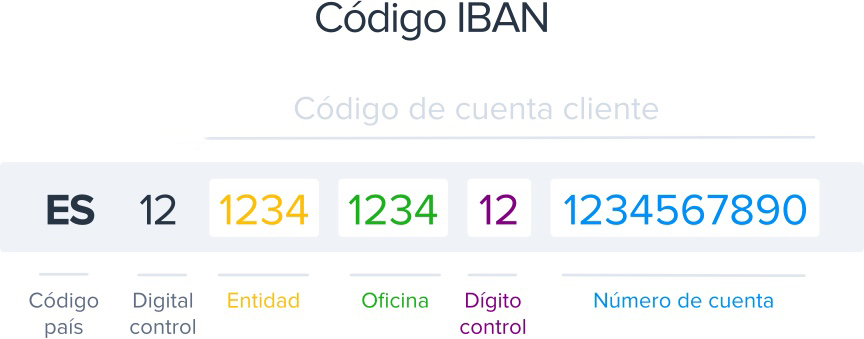 Código IBAN
Código de cuenta cliente
ES 12 1234 1234 12 1234567890
Código país
Digital control
Entidad
Oficina
Dígito control
Número de cuenta